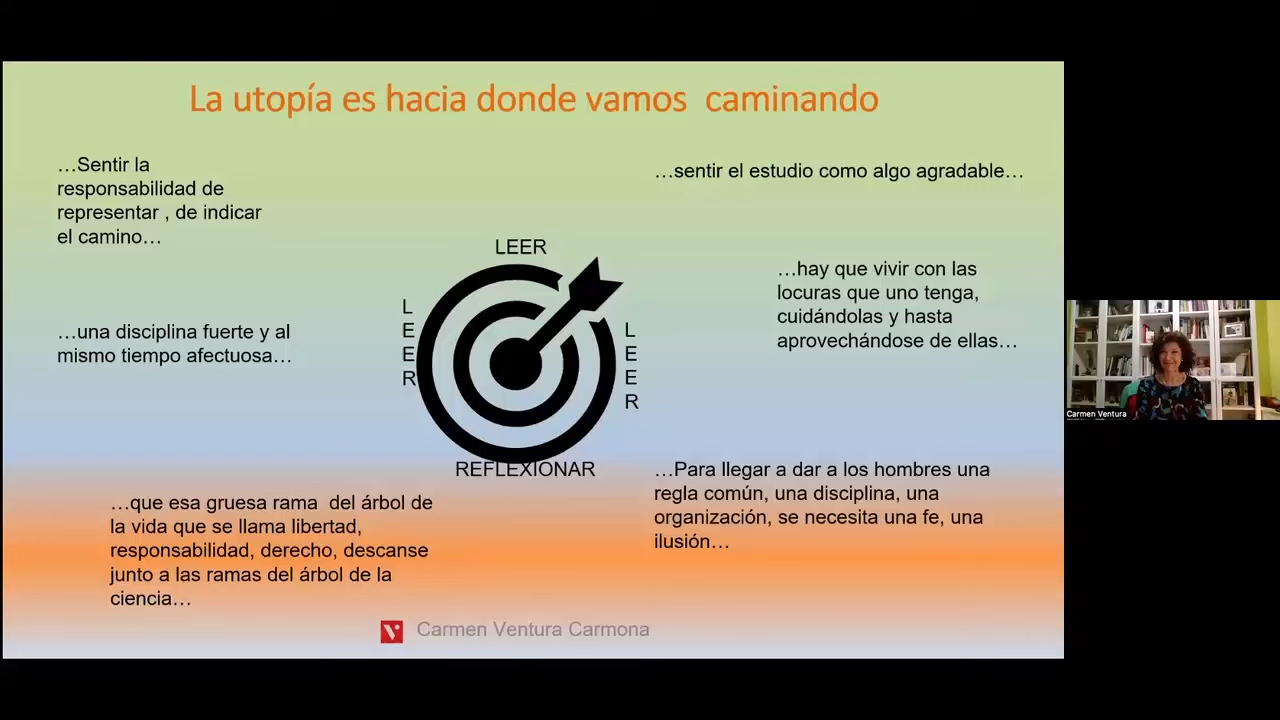 La utopía es hacia donde vamos  caminando
…Sentir la
responsabilidad de
representar , de indicar
el camino…
…sentir el estudio como algo agradable…
LEER
…hay que vivir con las
locuras que uno tenga,
cuidándolas y hasta
aprovechándose de ellas…
L
E
E
R
L
E
E
R
…una disciplina fuerte y al
mismo tiempo afectuosa…
REFLEXIONAR
…que esa gruesa rama  del árbol de
la vida que se llama libertad,
responsabilidad, derecho, descanse
junto a las ramas del árbol de la
ciencia…
…Para llegar a dar a los hombres una
regla común, una disciplina, una
organización, se necesita una fe, una
ilusión…
Carmen Ventura Carmona
Carmen Ventura